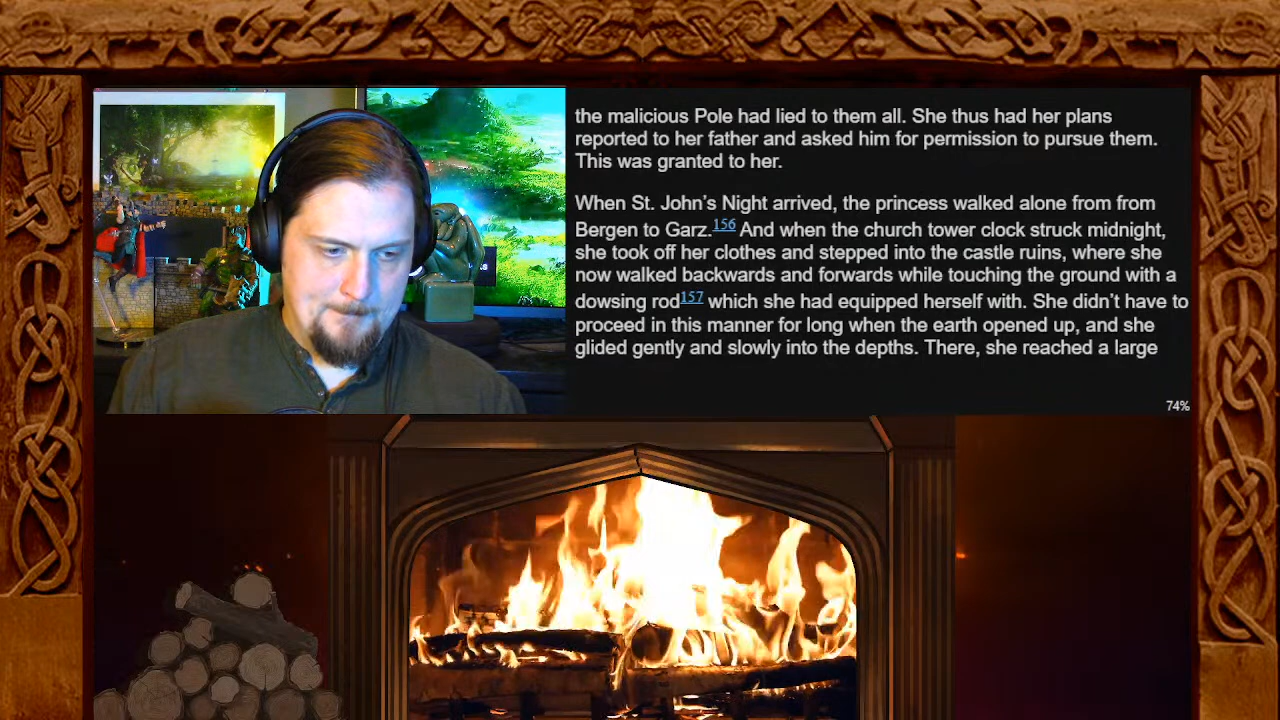 the malicious Pole had lied to them all. She thus had her plans
reported to her father and asked him for permission to pursue them.
This was granted to her.
When St. John's Night arrived, the princess walked alone from from
Bergen to Garz.156 And when the church tower clock struck midnight,
she took off her clothes and stepped into the castle ruins, where she
now walked backwards and forwards while touching the ground with a
dowsing rod157 which she had equipped herself with. She didn't have to
proceed in this manner for long when the earth opened up, and she
glided gently and slowly into the depths. There, she reached a large
74%